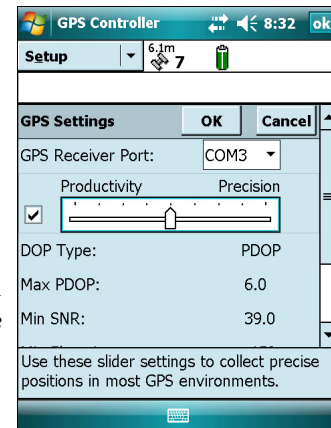 GPS Controller 8:32 ok
Setup 6.1m 7
GPS Settings OK Cancel
GPS Receiver Port: COM3
Productivity Precision
DOP Type: PDOP
Max PDOP: 6.0
Min SNR: 39.0
Use these slider settings to collect precise
positions in most GPS environments.